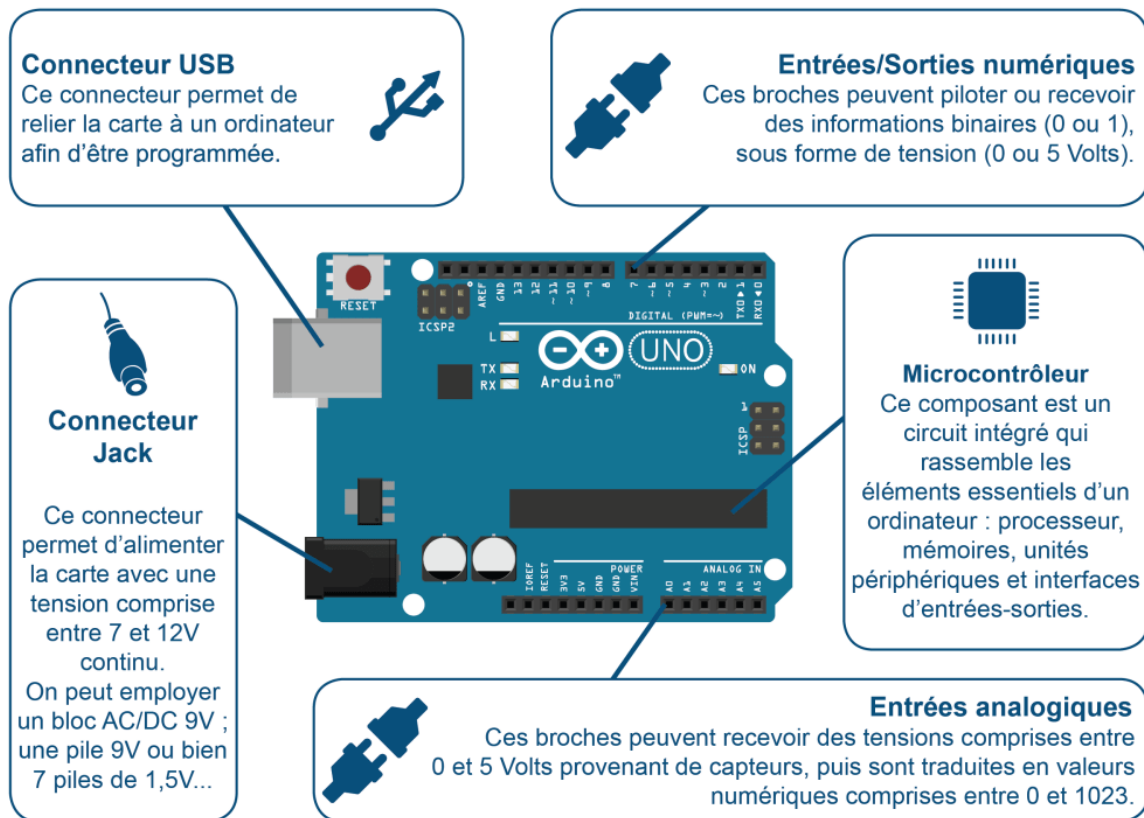 Connecteur USB
Ce connecteur permet de
relier la carte à un ordinateur
afin d'être programmée.
Entrées/Sorties numériques
Ces broches peuvent piloter ou recevoir
des informations binaires (0 ou 1),
sous forme de tension (0 ou 5 Volts).
Connecteur
Jack
Ce connecteur
permet d'alimenter
la carte avec une
tension comprise
entre 7 et 12V
continu.
On peut employer
un bloc AC/DC 9V ;
une pile 9V ou bien
7 piles de 1,5V...
RESET
ICSP2
AREF
GND
13
12
~11
~10
~9
8
7
~6
~5
4
~3
2
TX0▶1
RX0◀0
DIGITAL (PWM=~)
L
TX
RX
Arduino™
UNO
ON
1
ICSP
POWER
ANALOG IN
IOREF
RESET
3V3
5V
GND
GND
VIN
A0
A1
A2
A3
A4
A5
Microcontrôleur
Ce composant est un
circuit intégré qui
rassemble les
éléments essentiels d'un
ordinateur : processeur,
mémoires, unités
périphériques et interfaces
d'entrées-sorties.
Entrées analogiques
Ces broches peuvent recevoir des tensions comprises entre
0 et 5 Volts provenant de capteurs, puis sont traduites en valeurs
numériques comprises entre 0 et 1023.